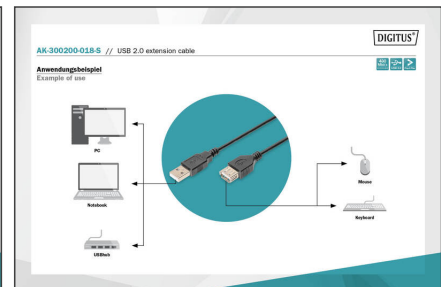 DIGITUS®
AK-300200-018-S // USB 2.0 extension cable
Anwendungsbeispiel
Example of use
PC
Notebook
USBhub
Mouse
Keyboard